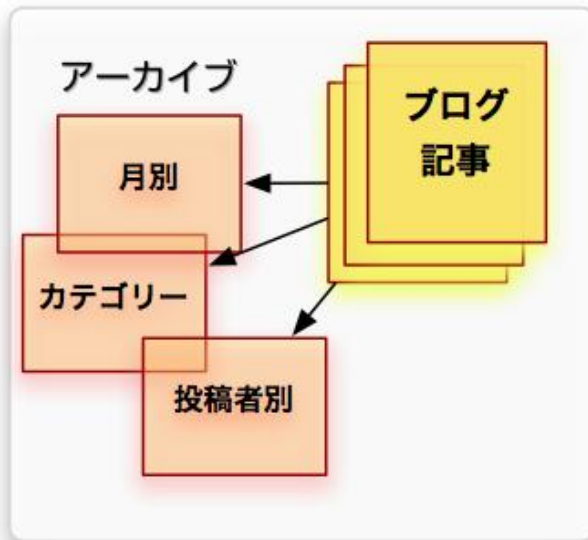 アーカイブ
ブログ
記事
月別
カテゴリー
投稿者別